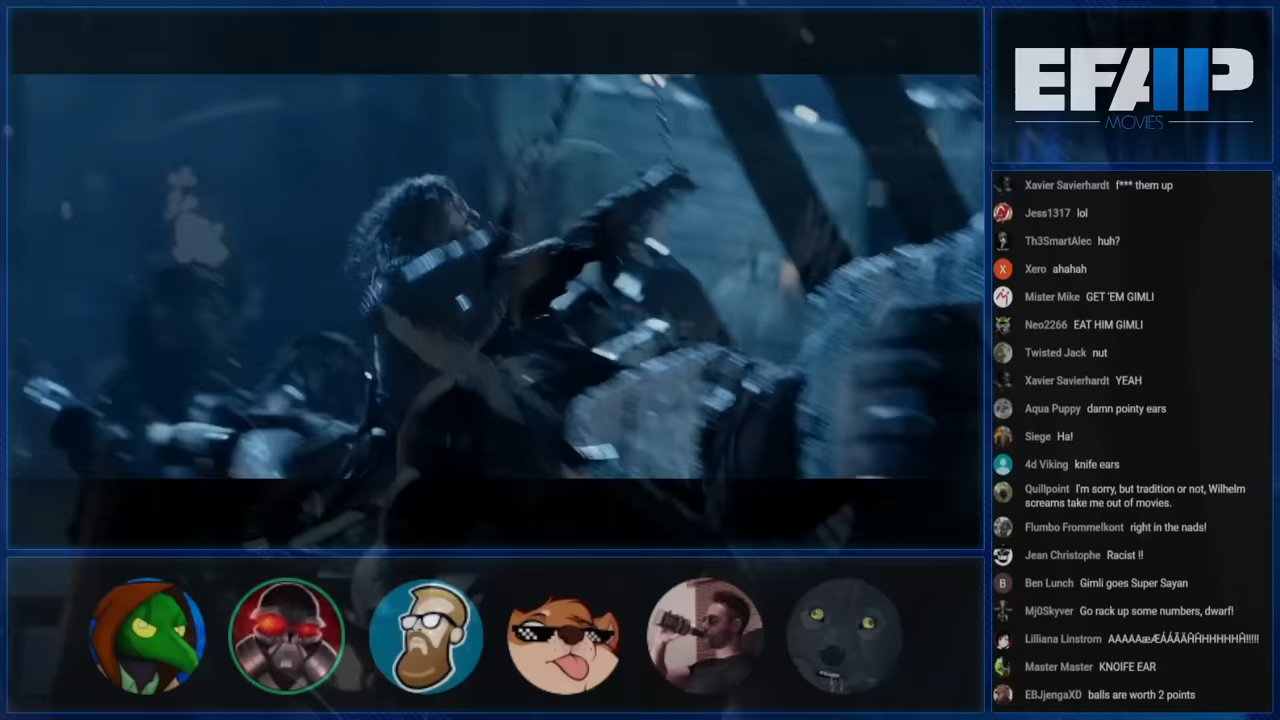 EFAIIP
MOVIES
Xavier Savierhardt f*** them up
Jess1317 lol
Th3SmartAlec huh?
X
Xero ahahah
Mister Mike GET 'EM GIMLI
Neo2266 EAT HIM GIMLI
Twisted Jack nut
Xavier Savierhardt YEAH
Aqua Puppy damn pointy ears
Siege Ha!
4d Viking knife ears
Quillpoint I'm sorry, but tradition or not, Wilhelm
screams take me out of movies.
Flumbo Frommelkont right in the nads!
Jean Christophe Racist !!
B
Ben Lunch Gimli goes Super Sayan
Mj0Skyver Go rack up some numbers, dwarf!
Lilliana Linstrom
Master Master KNOIFE EAR
EBJjengaXD balls are worth 2 points